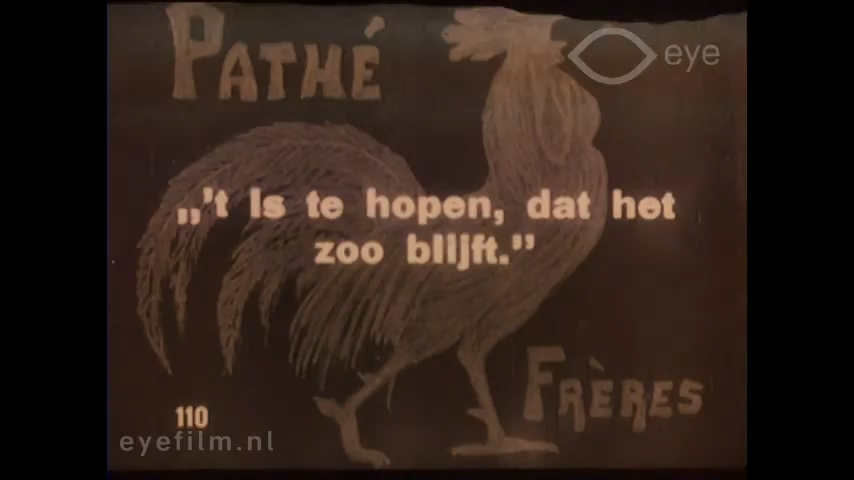 PATHÉ
eye
„'t Is te hopen, dat het
zoo blijft."
FRÈRES
110
eyefilm.nl